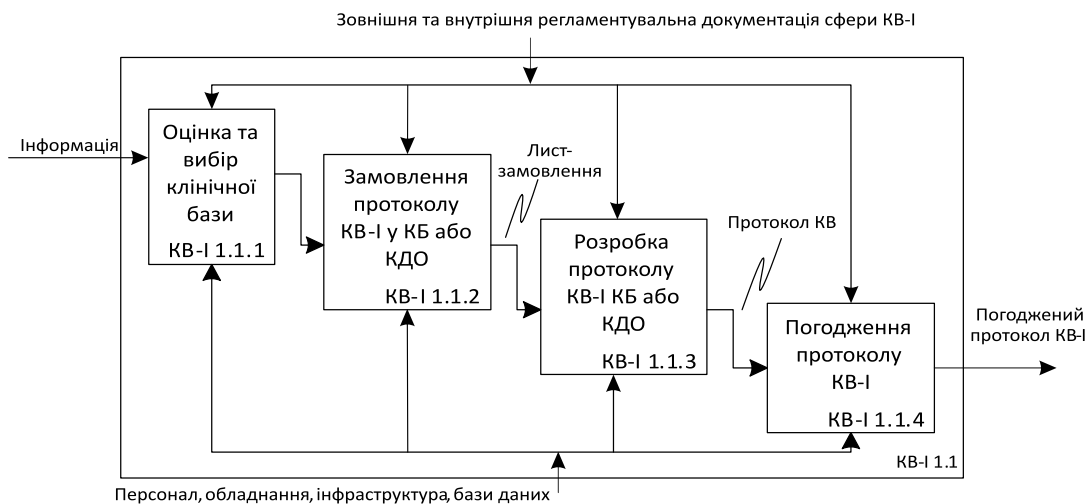 Зовнішня та внутрішня регламентувальна документація сфери КВ-І
Інформація
Оцінка та
вибір
клінічної
бази
КВ-І 1.1.1
Замовлення
протоколу
КВ-І у КБ або
КДО
КВ-І 1.1.2
Лист-
замовлення
Розробка
протоколу
КВ-І КБ або
КДО
КВ-І 1.1.3
Протокол КВ
Погодження
протоколу
КВ-І
КВ-І 1.1.4
Погоджений
протокол КВ-І
КВ-І 1.1
Персонал, обладнання, інфраструктура, бази даних